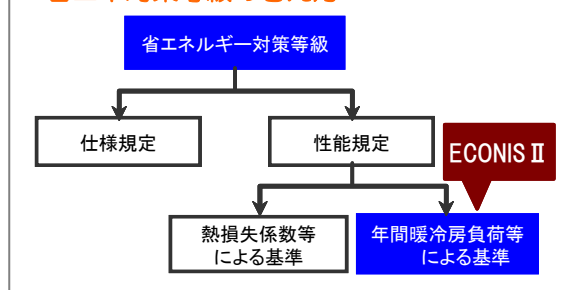 省エネルギー対策等級
仕様規定
性能規定
ECONIS Ⅱ
熱損失係数等
による基準
年間暖冷房負荷等
による基準